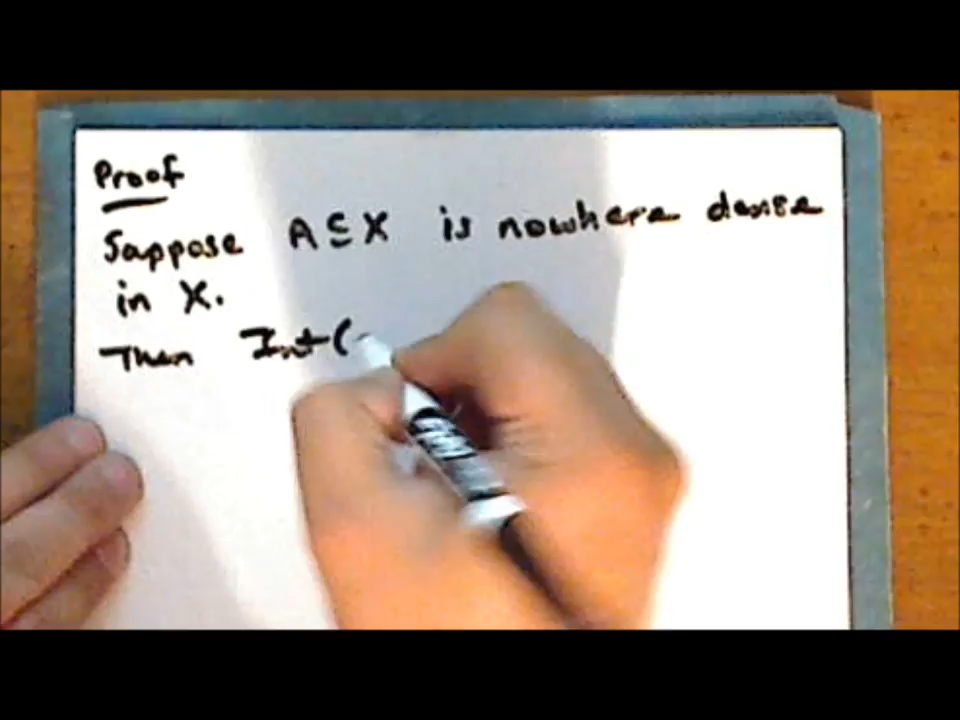 Proof
Suppose A ⊆ X is nowhere dense
in X.
Then Int(